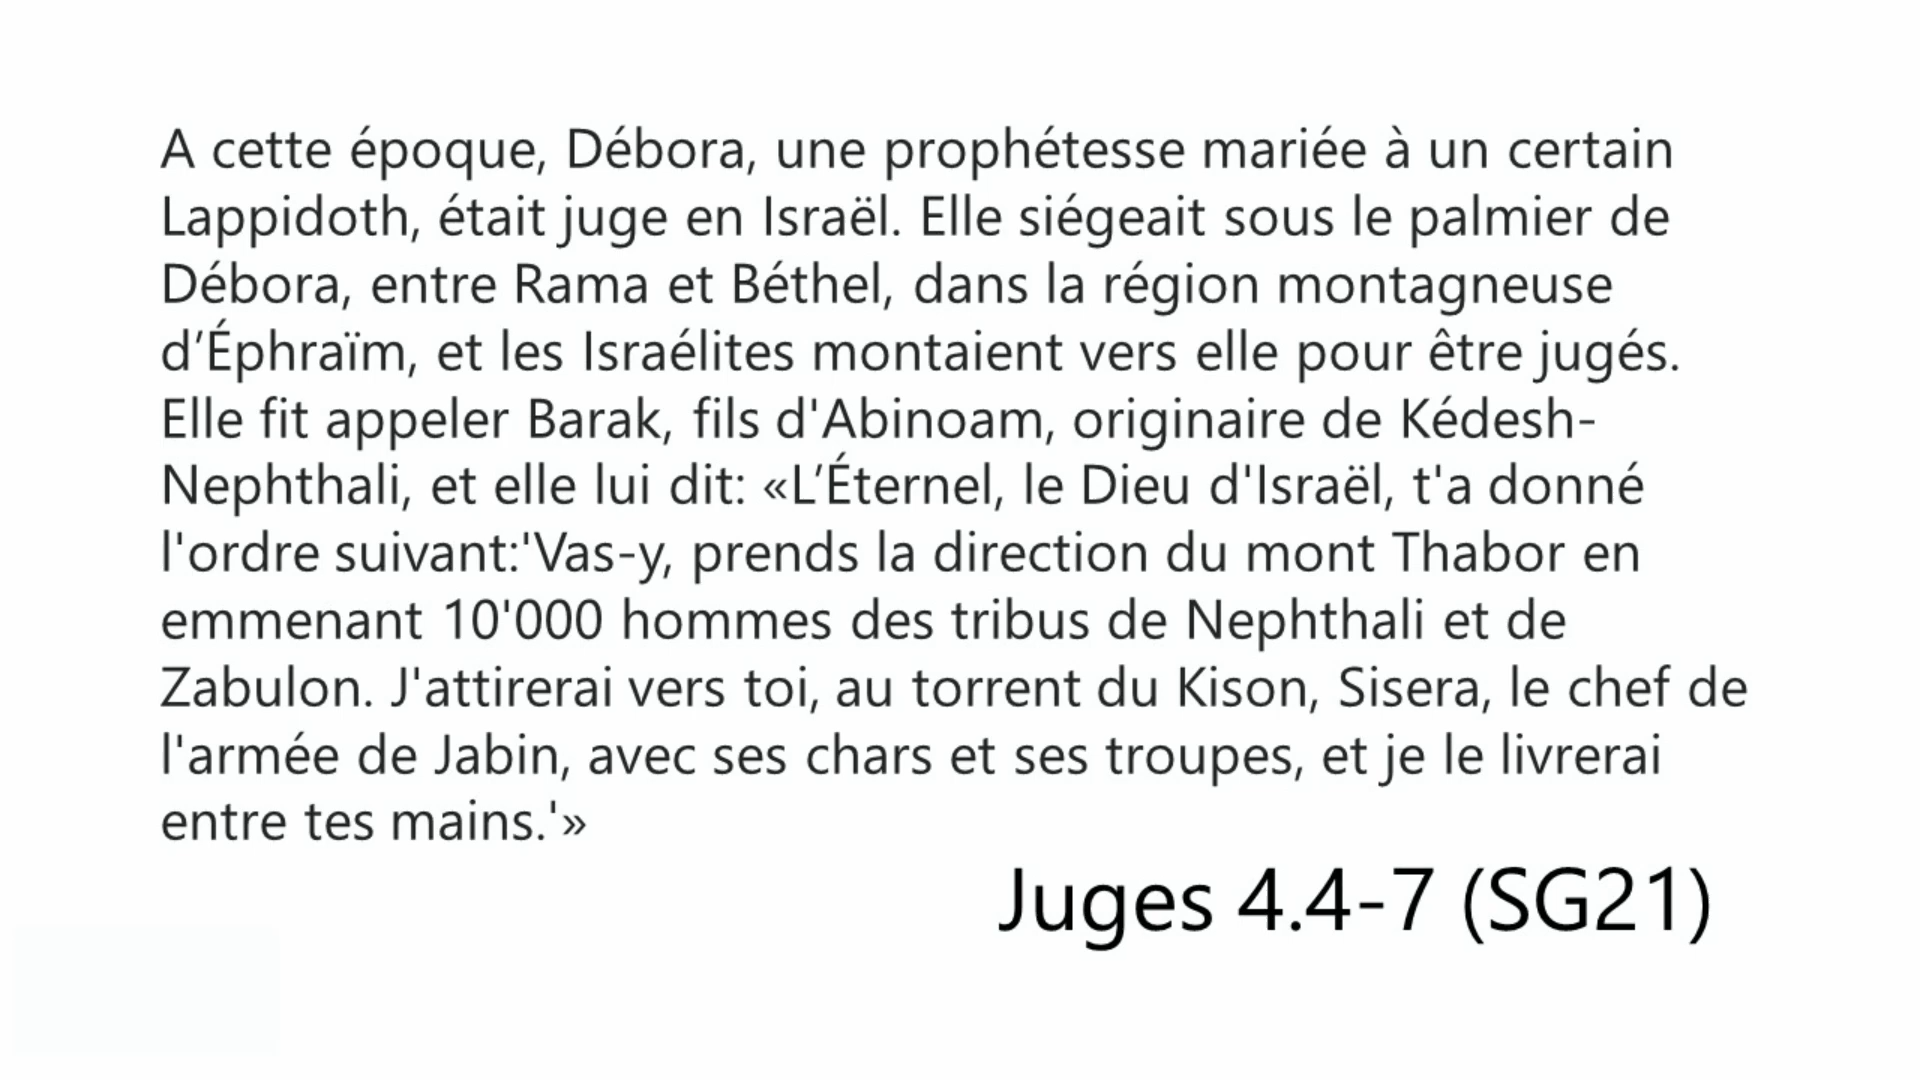 A cette époque, Débora, une prophétesse mariée à un certain
Lappidoth, était juge en Israël. Elle siégeait sous le palmier de
Débora, entre Rama et Béthel, dans la région montagneuse
d’Éphraïm, et les Israélites montaient vers elle pour être jugés.
Elle fit appeler Barak, fils d'Abinoam, originaire de Kédesh-
Nephthali, et elle lui dit: «L’Éternel, le Dieu d'Israël, t'a donné
l'ordre suivant:'Vas-y, prends la direction du mont Thabor en
emmenant 10'000 hommes des tribus de Nephthali et de
Zabulon. J'attirerai vers toi, au torrent du Kison, Sisera, le chef de
l'armée de Jabin, avec ses chars et ses troupes, et je le livrerai
entre tes mains.'»
Juges 4.4-7 (SG21)